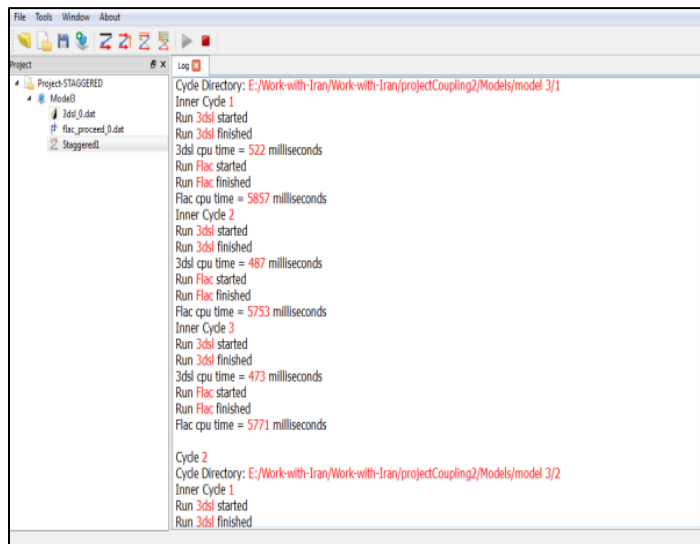 File Tools Window About
Project
Log
Project-STAGGERED
Model3
3dsl_0.dat
flac_proceed_0.dat
Staggered1
Cycle Directory: E:/Work-with-Iran/Work-with-Iran/projectCoupling2/Models/model 3/1
Inner Cycle 1
Run 3dsl started
Run 3dsl finished
3dsl cpu time = 522 milliseconds
Run Flac started
Run Flac finished
Flac cpu time = 5857 milliseconds
Inner Cycle 2
Run 3dsl started
Run 3dsl finished
3dsl cpu time = 487 milliseconds
Run Flac started
Run Flac finished
Flac cpu time = 5753 milliseconds
Inner Cycle 3
Run 3dsl started
Run 3dsl finished
3dsl cpu time = 473 milliseconds
Run Flac started
Run Flac finished
Flac cpu time = 5771 milliseconds
Cycle 2
Cycle Directory: E:/Work-with-Iran/Work-with-Iran/projectCoupling2/Models/model 3/2
Inner Cycle 1
Run 3dsl started
Run 3dsl finished